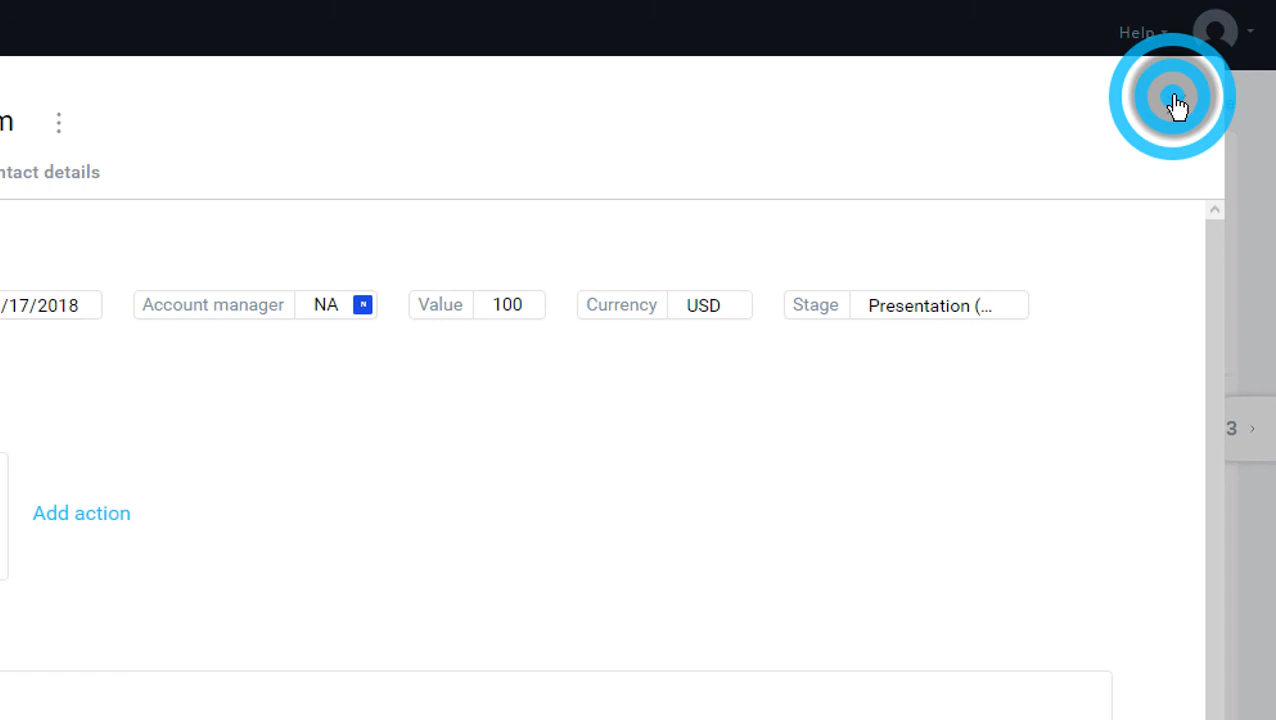 Help
m
ntact details
/17/2018 Account manager NA N Value 100 Currency USD Stage Presentation (...
3
Add action